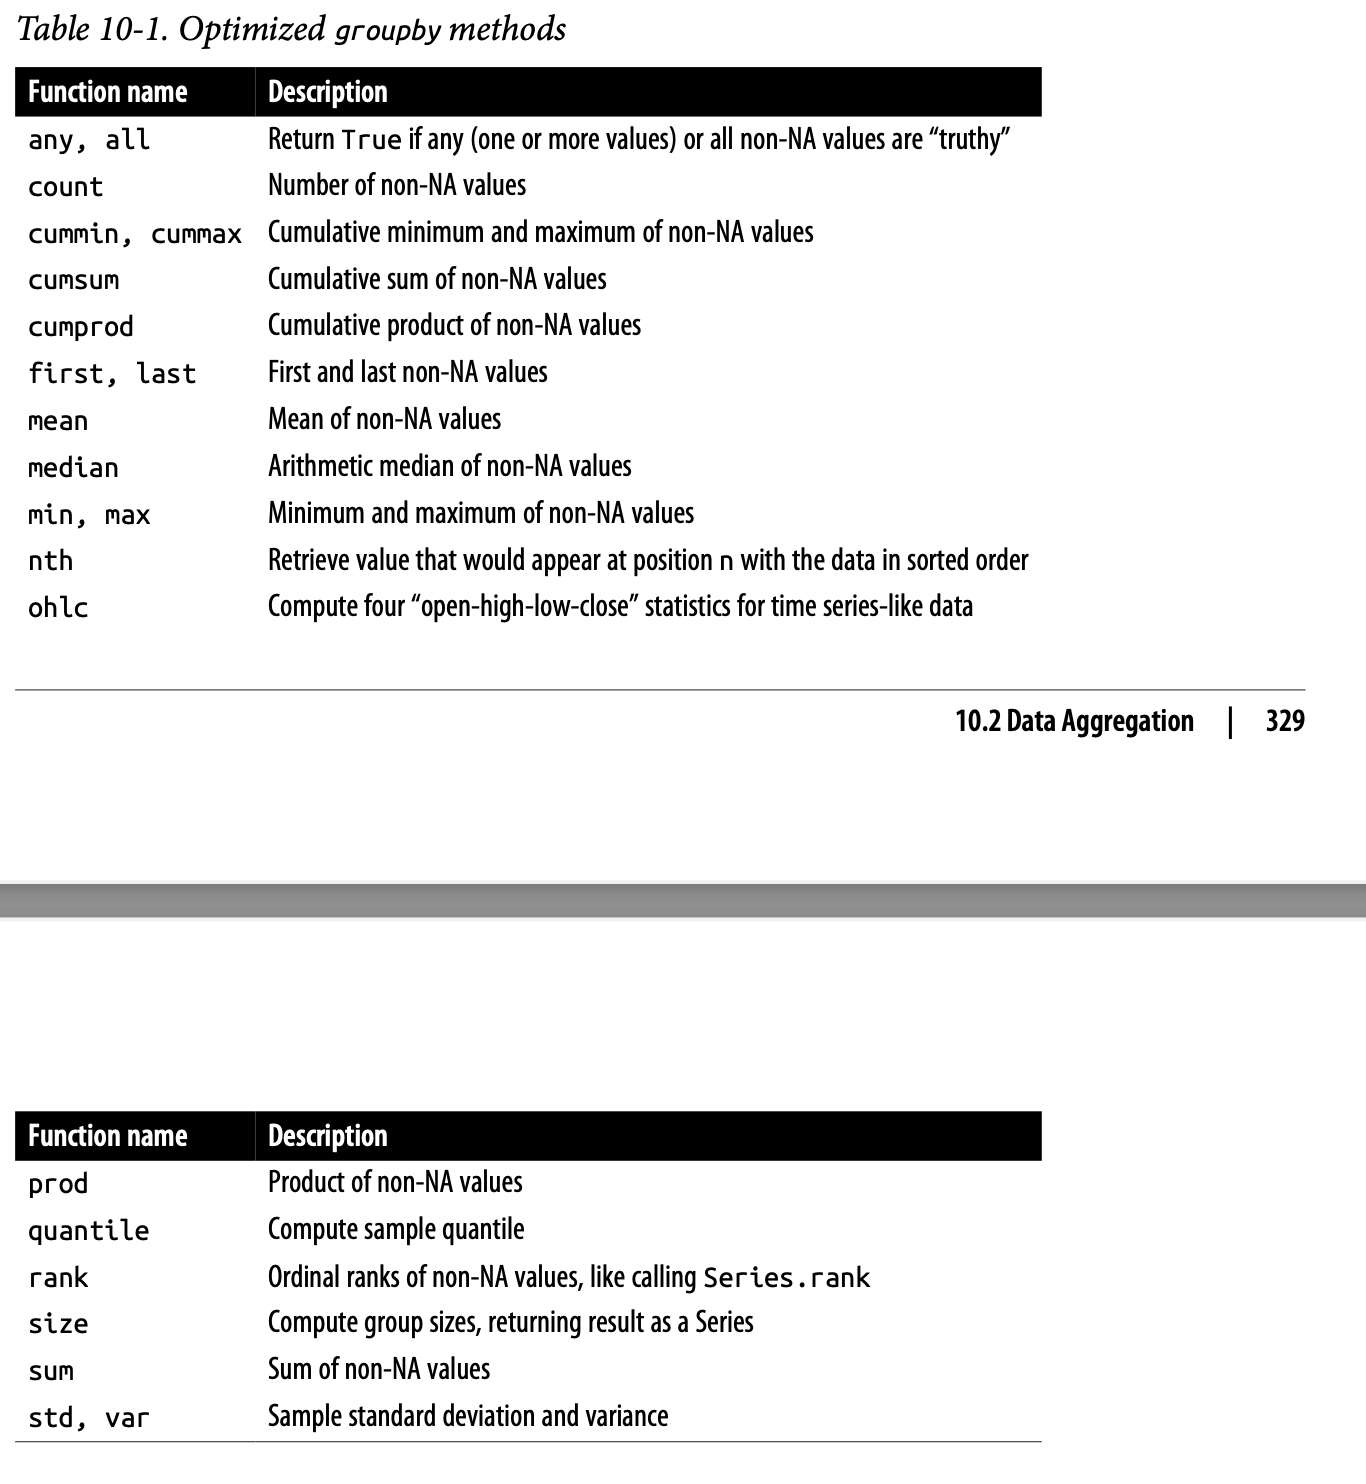 Table 10-1. Optimized groupby methods
Function name Description
any, all Return True if any (one or more values) or all non-NA values are “truthy”
count Number of non-NA values
cummin, cummax Cumulative minimum and maximum of non-NA values
cumsum Cumulative sum of non-NA values
cumprod Cumulative product of non-NA values
first, last First and last non-NA values
mean Mean of non-NA values
median Arithmetic median of non-NA values
min, max Minimum and maximum of non-NA values
nth Retrieve value that would appear at position n with the data in sorted order
ohlc Compute four “open-high-low-close” statistics for time series-like data
10.2 Data Aggregation | 329
Function name Description
prod Product of non-NA values
quantile Compute sample quantile
rank Ordinal ranks of non-NA values, like calling Series.rank
size Compute group sizes, returning result as a Series
sum Sum of non-NA values
std, var Sample standard deviation and variance